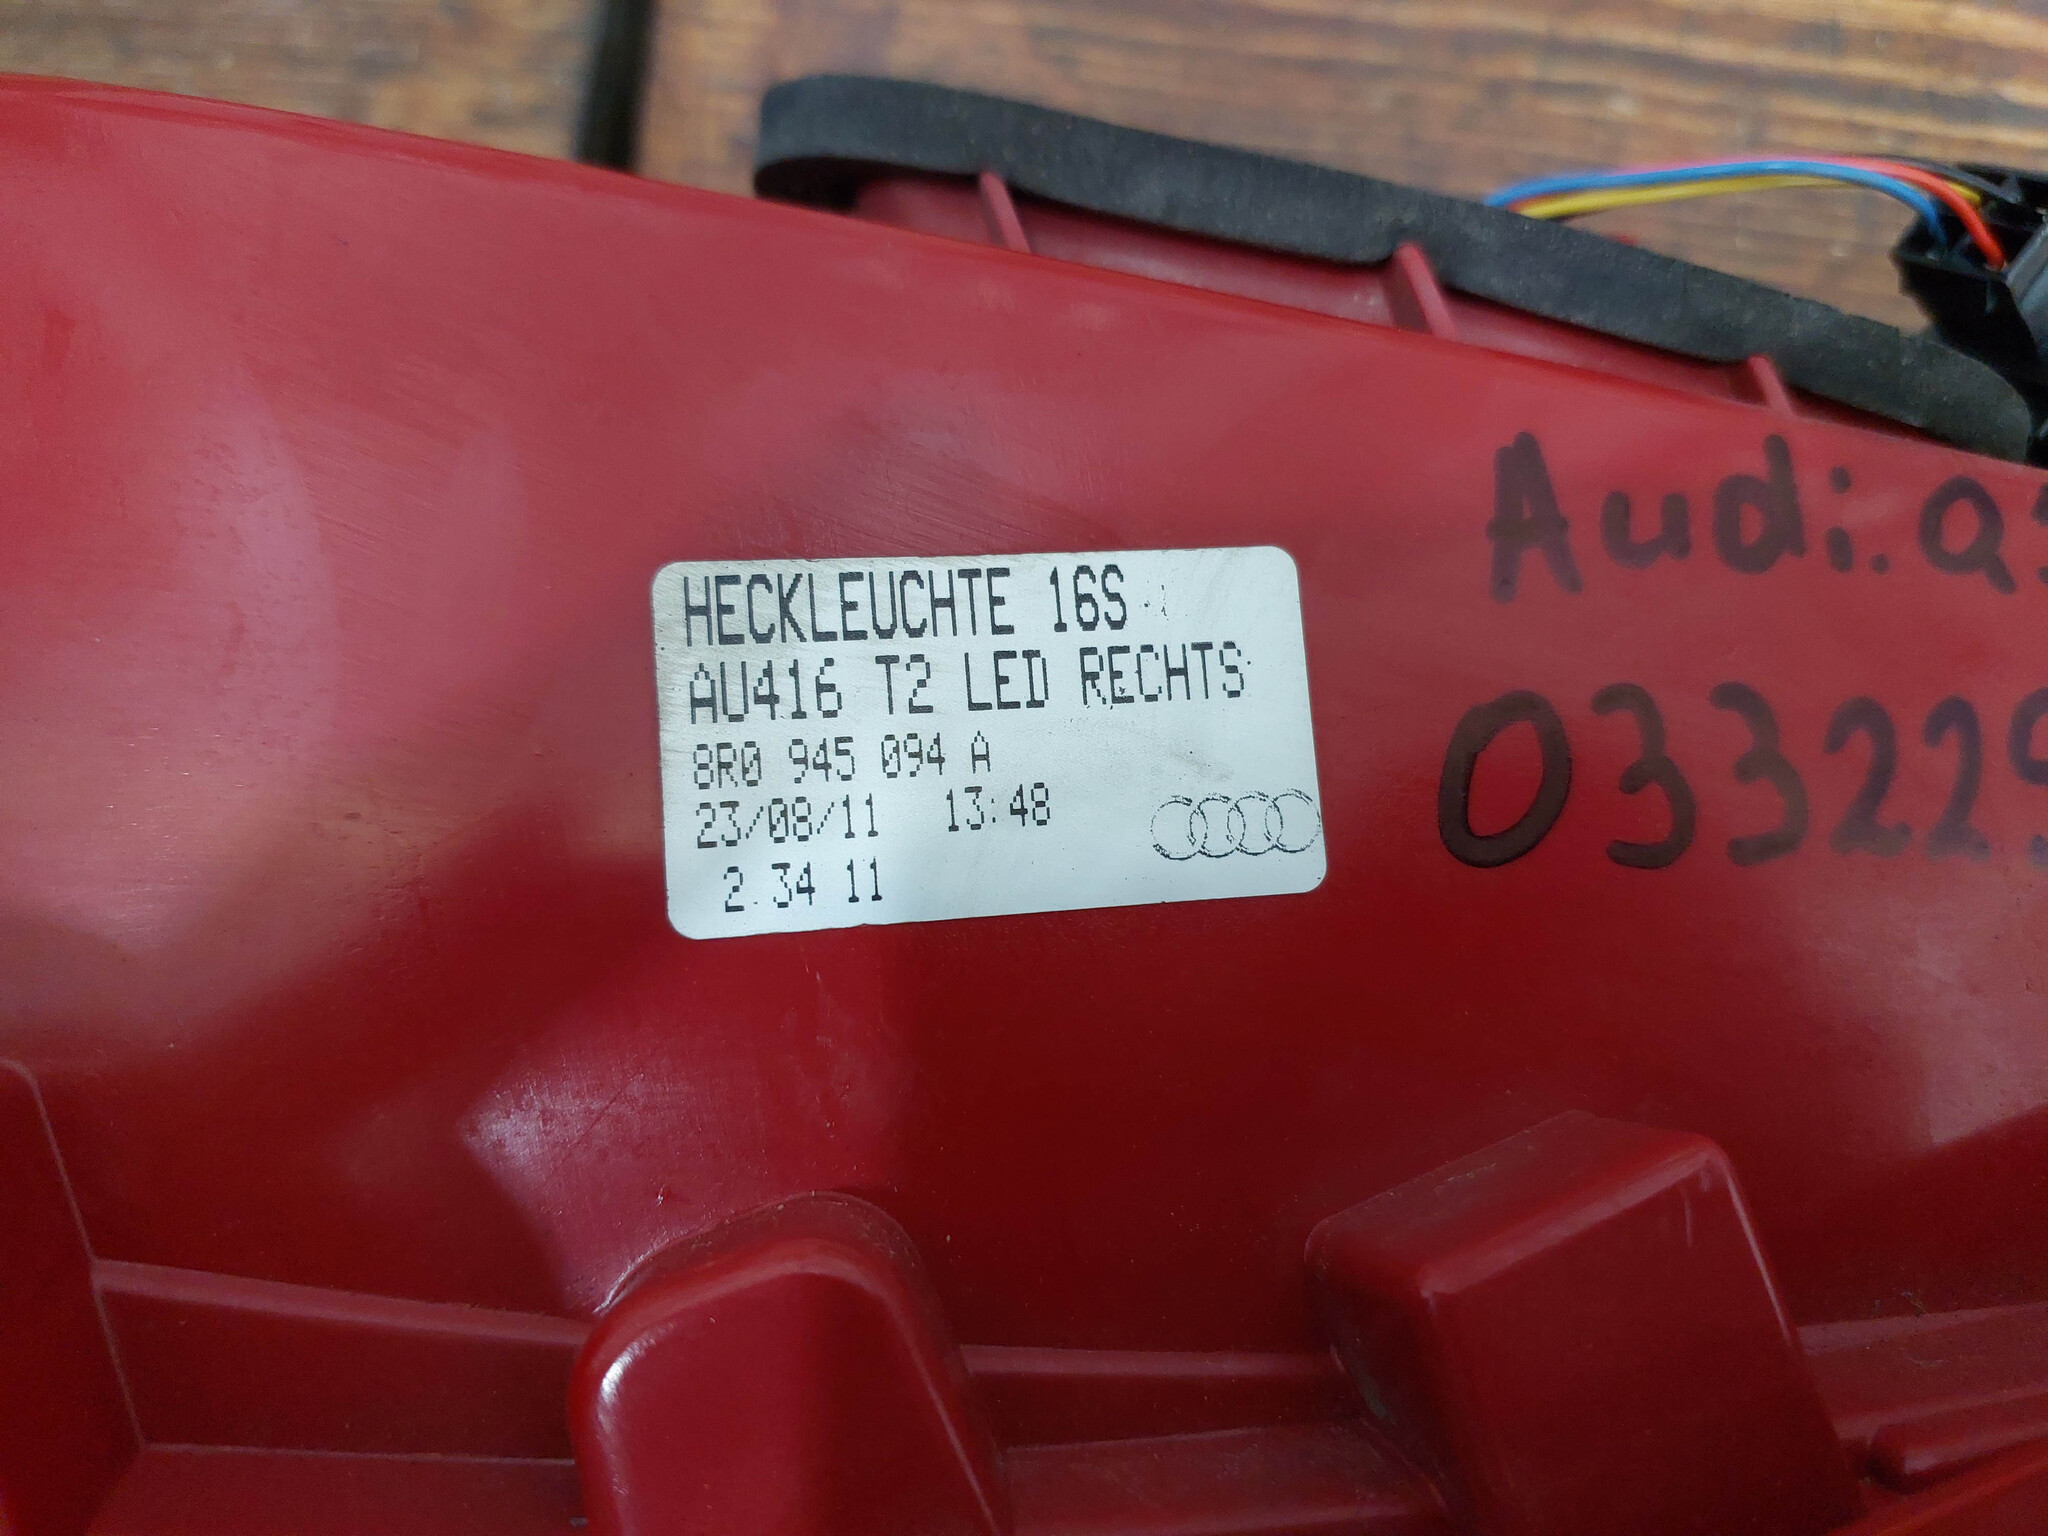 HECKLEUCHTE 16S
AU416 T2 LED RECHTS
8R0 945 094 A
23/08/11 13:48
2.34 11
Audi.
03322